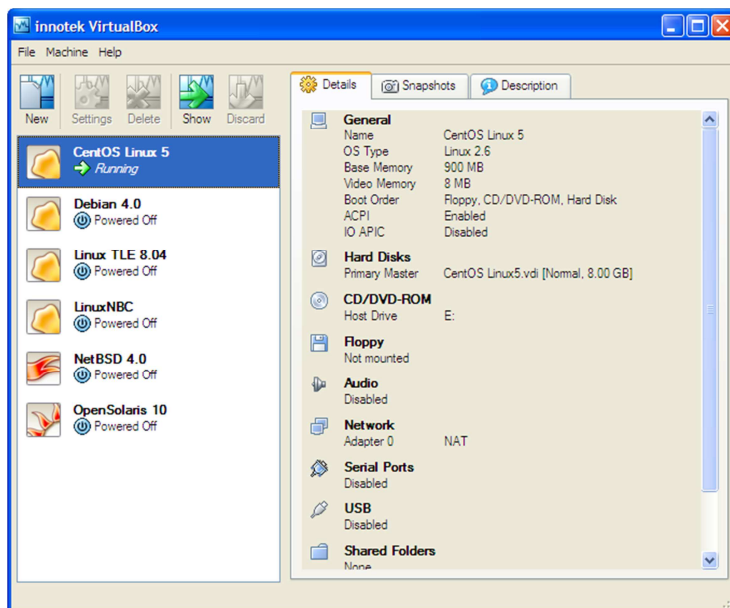 innotek VirtualBox
File Machine Help
New Settings Delete Show Discard
CentOS Linux 5
Running
Debian 4.0
Powered Off
Linux TLE 8.04
Powered Off
LinuxNBC
Powered Off
NetBSD 4.0
Powered Off
OpenSolaris 10
Powered Off
Details Snapshots Description
General
Name CentOS Linux 5
OS Type Linux 2.6
Base Memory 900 MB
Video Memory 8 MB
Boot Order Floppy, CD/DVD-ROM, Hard Disk
ACPI Enabled
IO APIC Disabled
Hard Disks
Primary Master CentOS Linux5.vdi [Normal, 8.00 GB]
CD/DVD-ROM
Host Drive E:
Floppy
Not mounted
Audio
Disabled
Network
Adapter 0 NAT
Serial Ports
Disabled
USB
Disabled
Shared Folders
None